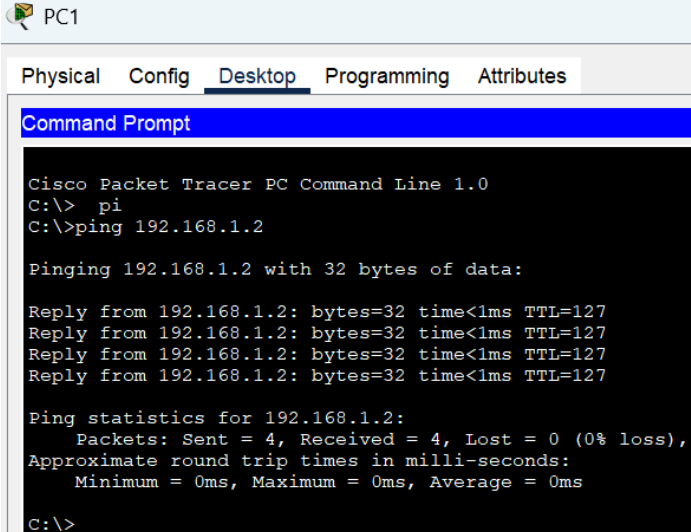 PC1
Physical Config Desktop Programming Attributes
Command Prompt
Cisco Packet Tracer PC Command Line 1.0
C:\> pi
C:\>ping 192.168.1.2
Pinging 192.168.1.2 with 32 bytes of data:
Reply from 192.168.1.2: bytes=32 time<1ms TTL=127
Reply from 192.168.1.2: bytes=32 time<1ms TTL=127
Reply from 192.168.1.2: bytes=32 time<1ms TTL=127
Reply from 192.168.1.2: bytes=32 time<1ms TTL=127
Ping statistics for 192.168.1.2:
Packets: Sent = 4, Received = 4, Lost = 0 (0% loss),
Approximate round trip times in milli-seconds:
Minimum = 0ms, Maximum = 0ms, Average = 0ms
C:\>